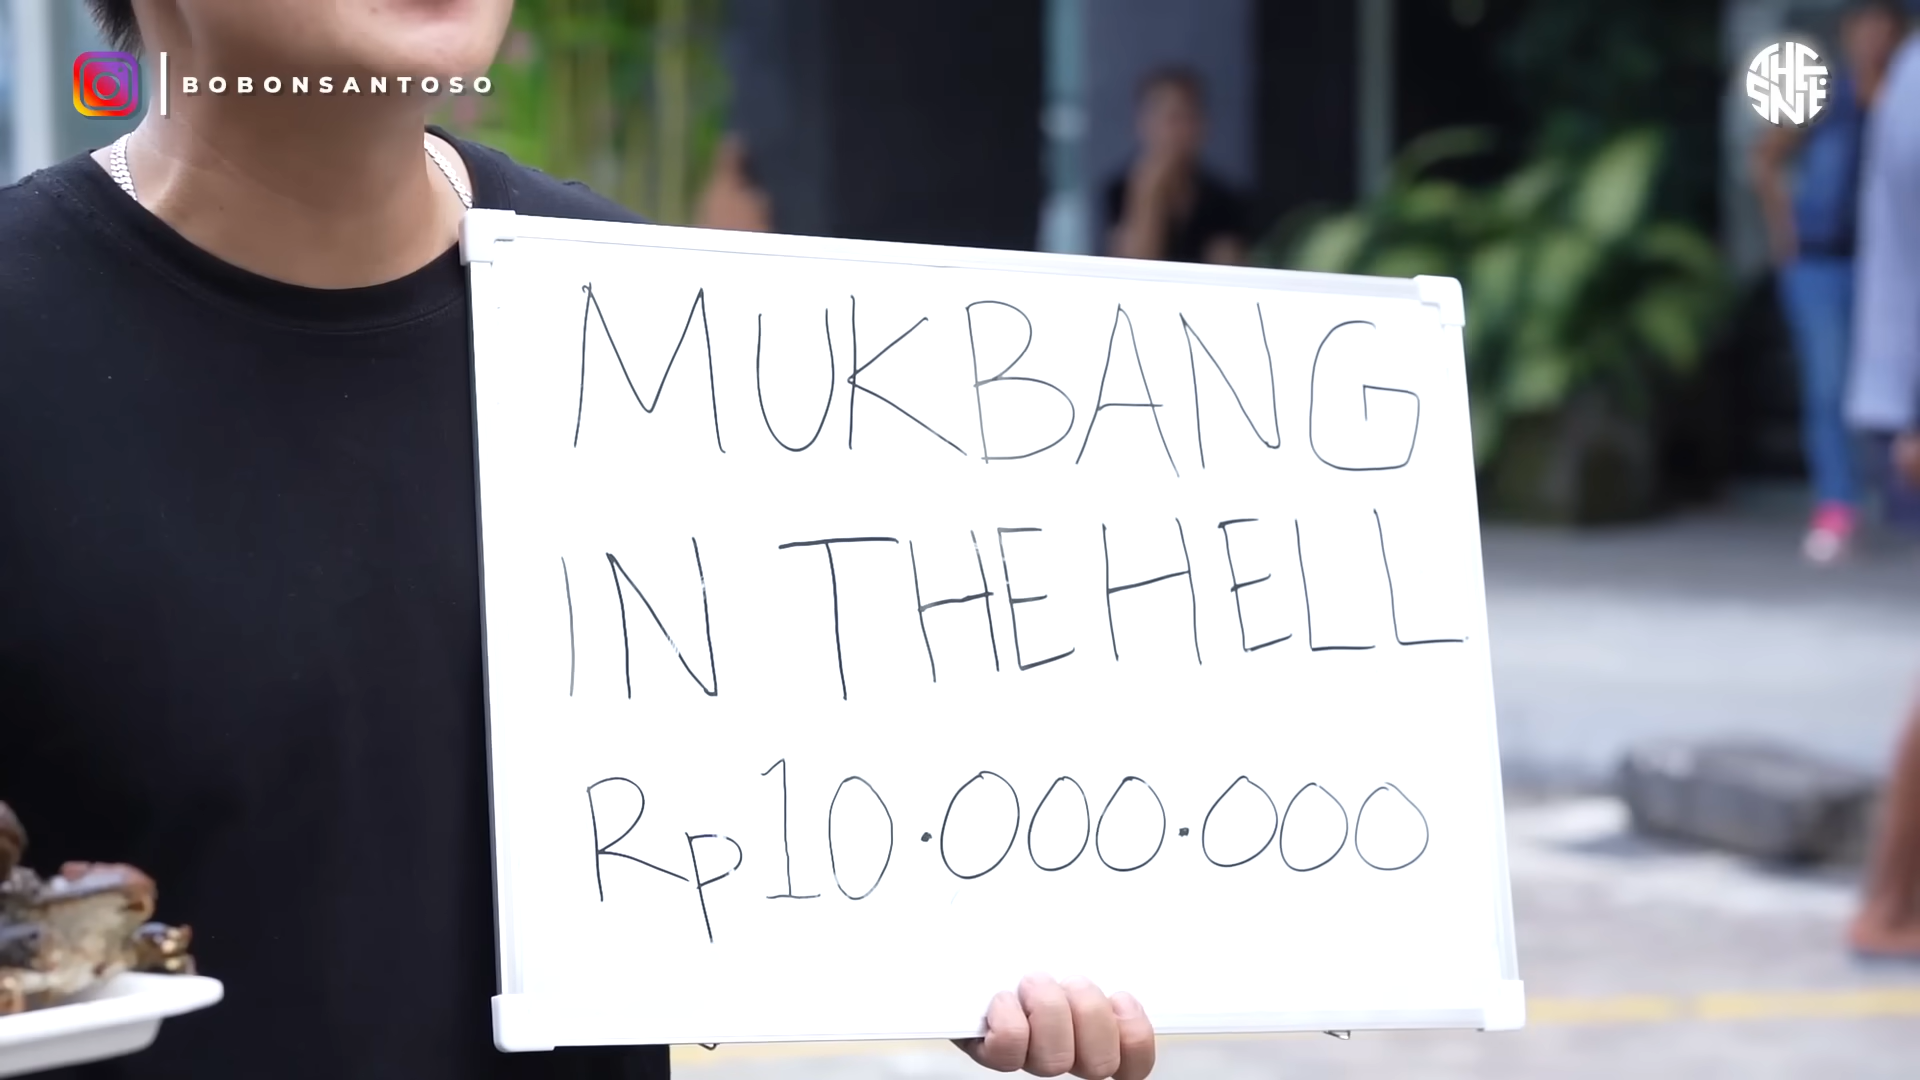 BOBONSANTOSO
MUKBANG
IN THE HELL
Rp10.000.000